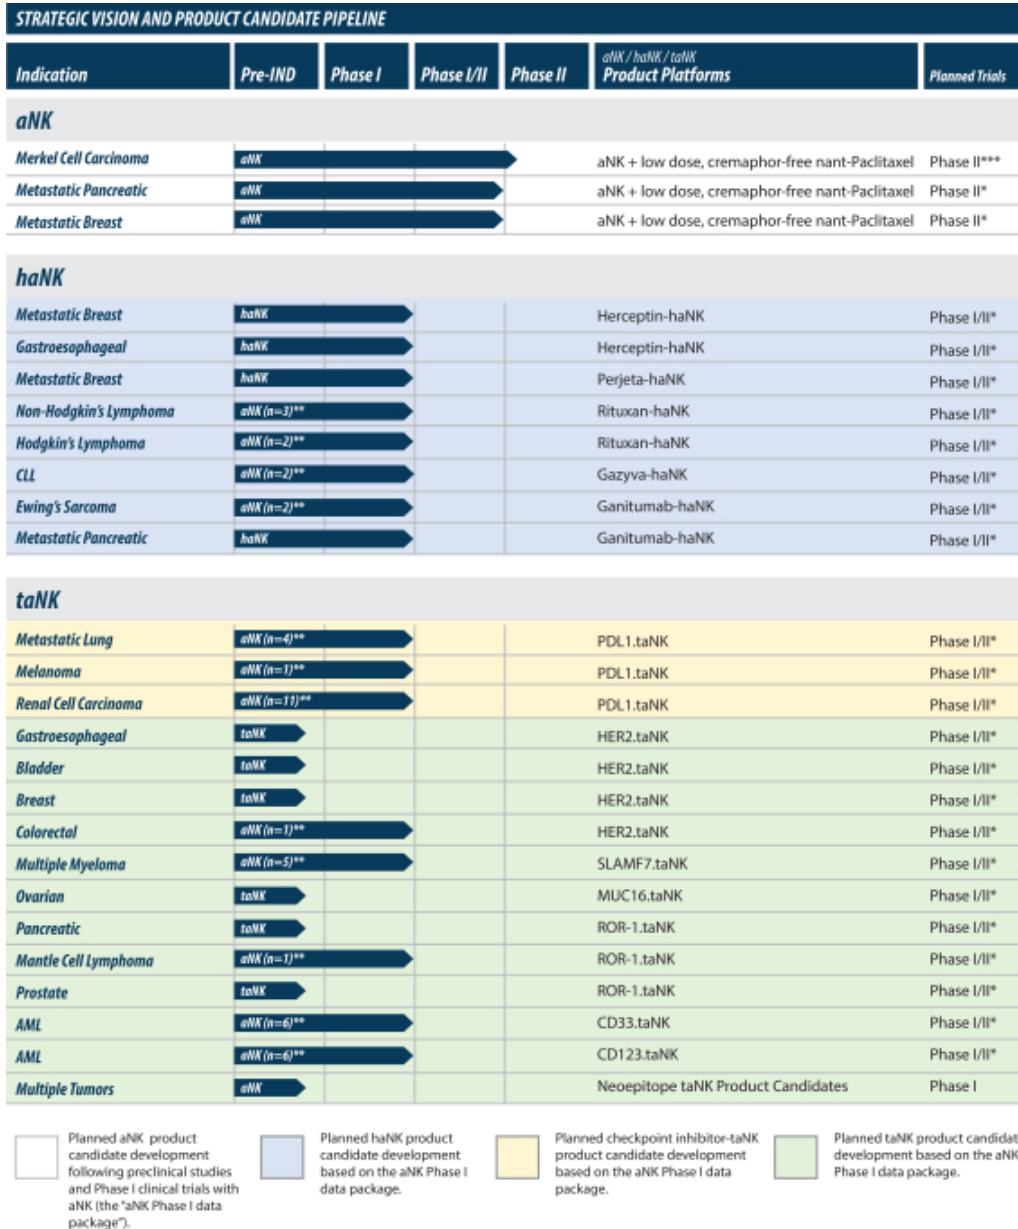 STRATEGIC VISION AND PRODUCT CANDIDATE PIPELINE
aNK / haNK / taNK
Indication Pre-IND Phase I Phase I/II Phase II Product Platforms Planned Trials
aNK
Merkel Cell Carcinoma aNK aNK + low dose, cremaphor-free nant-Paclitaxel Phase II***
Metastatic Pancreatic aNK aNK + low dose, cremaphor-free nant-Paclitaxel Phase II*
Metastatic Breast aNK aNK + low dose, cremaphor-free nant-Paclitaxel Phase II*
haNK
Metastatic Breast haNK Herceptin-haNK Phase I/II*
Gastroesophageal haNK Herceptin-haNK Phase I/II*
Metastatic Breast haNK Perjeta-haNK Phase I/II*
Non-Hodgkin's Lymphoma aNK (n=3)** Rituxan-haNK Phase I/II*
Hodgkin's Lymphoma aNK (n=2)** Rituxan-haNK Phase I/II*
CLL aNK (n=2)** Gazyva-haNK Phase I/II*
Ewing's Sarcoma aNK (n=2)** Ganitumab-haNK Phase I/II*
Metastatic Pancreatic haNK Ganitumab-haNK Phase I/II*
taNK
Metastatic Lung aNK (n=4)** PDL1.taNK Phase I/II*
Melanoma aNK (n=1)** PDL1.taNK Phase I/II*
Renal Cell Carcinoma aNK (n=11)** PDL1.taNK Phase I/II*
Gastroesophageal taNK HER2.taNK Phase I/II*
Bladder taNK HER2.taNK Phase I/II*
Breast taNK HER2.taNK Phase I/II*
Colorectal aNK (n=1)** HER2.taNK Phase I/II*
Multiple Myeloma aNK (n=5)** SLAMF7.taNK Phase I/II*
Ovarian taNK MUC16.taNK Phase I/II*
Pancreatic taNK ROR-1.taNK Phase I/II*
Mantle Cell Lymphoma aNK (n=1)** ROR-1.taNK Phase I/II*
Prostate taNK ROR-1.taNK Phase I/II*
AML aNK (n=6)** CD33.taNK Phase I/II*
AML aNK (n=6)** CD123.taNK Phase I/II*
Multiple Tumors aNK Neoepitope taNK Product Candidates Phase I
Planned aNK product
candidate development
following preclinical studies
and Phase I clinical trials with
aNK (the "aNK Phase I data
package").
Planned haNK product
candidate development
based on the aNK Phase I
data package.
Planned checkpoint inhibitor-taNK
product candidate development
based on the aNK Phase I data
package.
Planned taNK product candidat
development based on the aNK
Phase I data package.